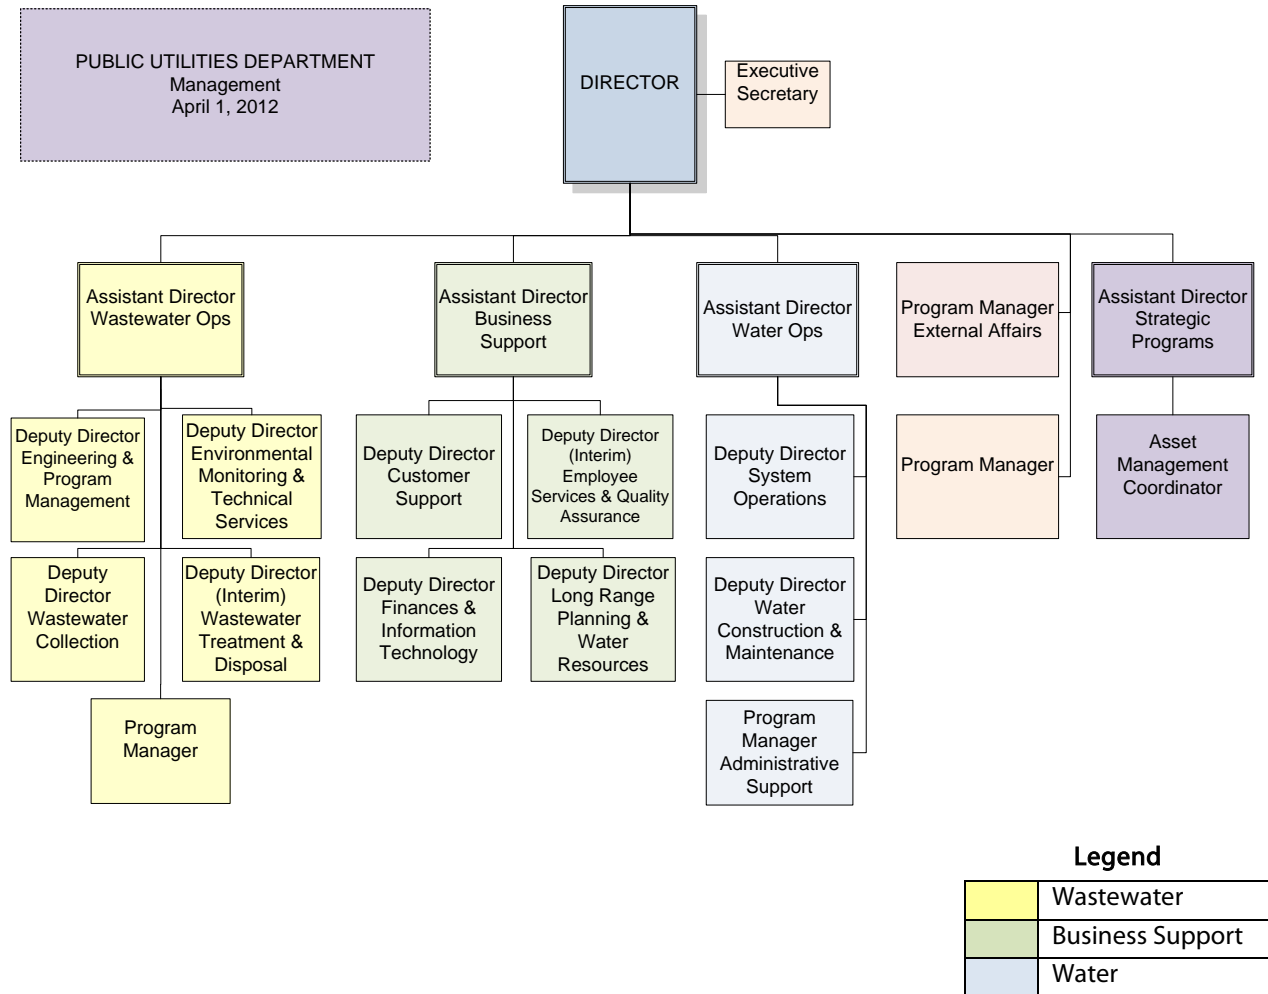 PUBLIC UTILITIES DEPARTMENT
Management
April 1, 2012
DIRECTOR
Executive
Secretary
Assistant Director
Wastewater Ops
Assistant Director
Business
Support
Assistant Director
Water Ops
Program Manager
External Affairs
Assistant Director
Strategic
Programs
Deputy Director
Engineering &
Program
Management
Deputy Director
Environmental
Monitoring &
Technical
Services
Deputy Director
Customer
Support
Deputy Director
(Interim)
Employee
Services & Quality
Assurance
Deputy Director
System
Operations
Program Manager
Asset
Management
Coordinator
Deputy
Director
Wastewater
Collection
Deputy Director
(Interim)
Wastewater
Treatment &
Disposal
Deputy Director
Finances &
Information
Technology
Deputy Director
Long Range
Planning &
Water
Resources
Deputy Director
Water
Construction &
Maintenance
Program
Manager
Program
Manager
Administrative
Support
Legend
Wastewater
Business Support
Water